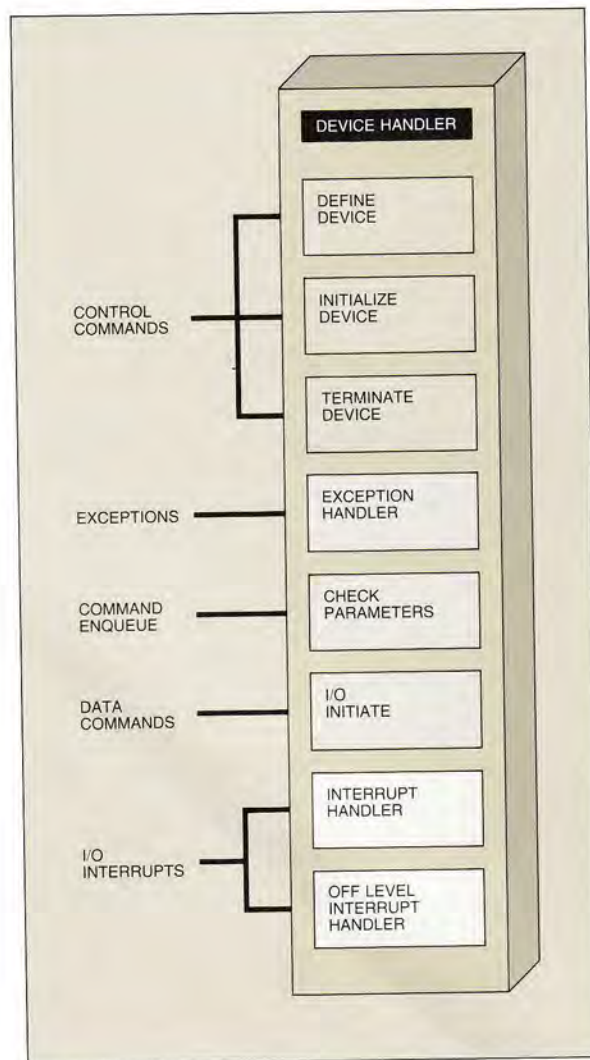 DEVICE HANDLER
DEFINE
DEVICE
INITIALIZE
DEVICE
CONTROL
COMMANDS
TERMINATE
DEVICE
EXCEPTIONS
EXCEPTION
HANDLER
COMMAND
ENQUEUE
CHECK
PARAMETERS
DATA
COMMANDS
I/O
INITIATE
INTERRUPT
HANDLER
I/O
INTERRUPTS
OFF LEVEL
INTERRUPT
HANDLER